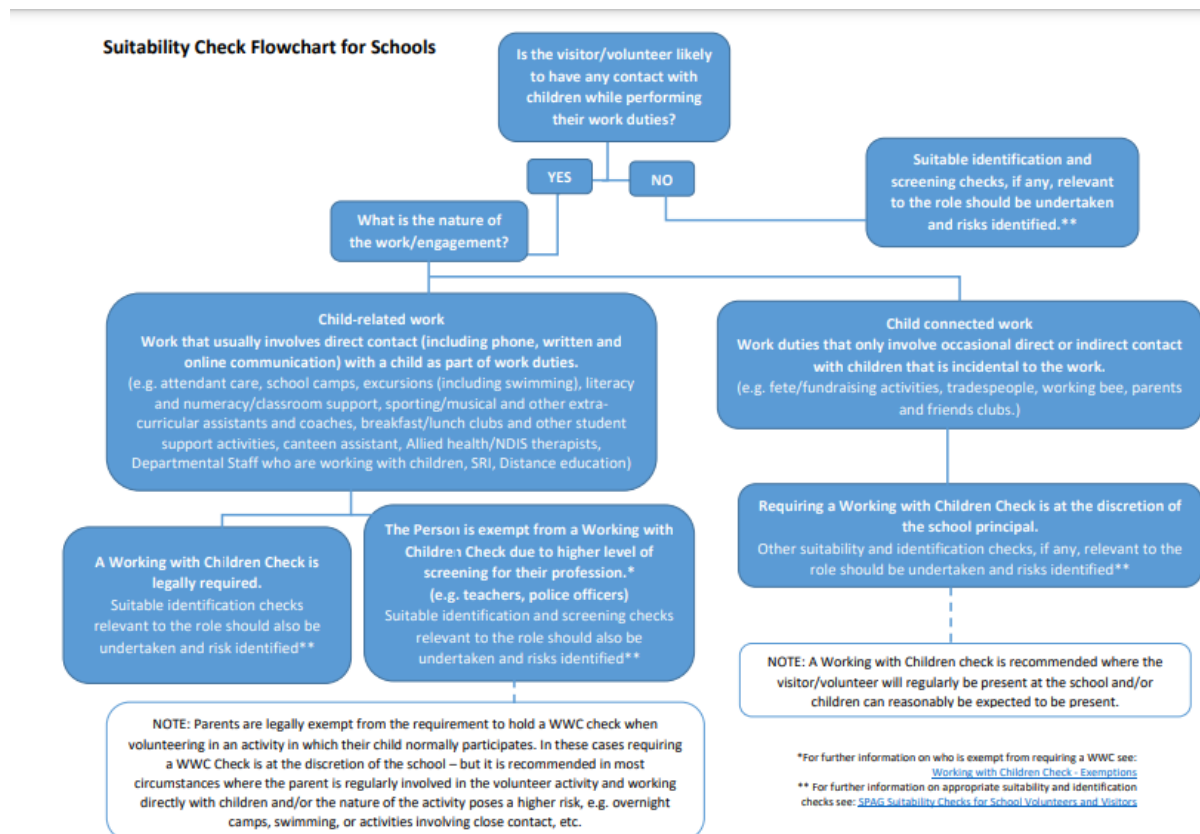 Suitability Check Flowchart for Schools
Is the visitor/volunteer likely
to have any contact with
children while performing
their work duties?
YES
NO
Suitable identification and
screening checks, if any, relevant
to the role should be undertaken
and risks identified.**
What is the nature of
the work/engagement?
Child-related work
Work that usually involves direct contact (including phone, written and
online communication) with a child as part of work duties.
(e.g. attendant care, school camps, excursions (including swimming), literacy
and numeracy/classroom support, sporting/musical and other extra-
curricular assistants and coaches, breakfast/lunch clubs and other student
support activities, canteen assistant, Allied health/NDIS therapists,
Departmental Staff who are working with children, SRI, Distance education)
Child connected work
Work duties that only involve occasional direct or indirect contact
with children that is incidental to the work.
(e.g. fete/fundraising activities, tradespeople, working bee, parents
and friends clubs.)
A Working with Children Check is
legally required.
Suitable identification checks
relevant to the role should also be
undertaken and risk identified**
The Person is exempt from a Working with
Children Check due to higher level of
screening for their profession.*
(e.g. teachers, police officers)
Suitable identification and screening checks
relevant to the role should also be
undertaken and risks identified**
Requiring a Working with Children Check is at the discretion of
the school principal.
Other suitability and identification checks, if any, relevant to the
role should be undertaken and risks identified**
NOTE: Parents are legally exempt from the requirement to hold a WWC check when
volunteering in an activity in which their child normally participates. In these cases requiring
a WWC Check is at the discretion of the school – but it is recommended in most
circumstances where the parent is regularly involved in the volunteer activity and working
directly with children and/or the nature of the activity poses a higher risk, e.g. overnight
camps, swimming, or activities involving close contact, etc.
NOTE: A Working with Children check is recommended where the
visitor/volunteer will regularly be present at the school and/or
children can reasonably be expected to be present.
*For further information on who is exempt from requiring a WWC see:
Working with Children Check - Exemptions
** For further information on appropriate suitability and identification
checks see: SPAG Suitability Checks for School Volunteers and Visitors